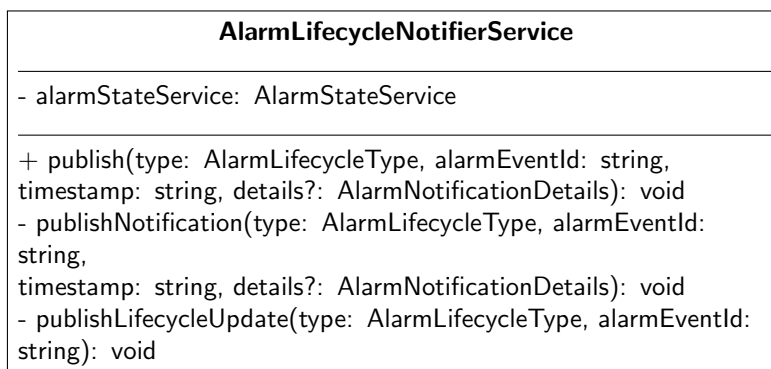 AlarmLifecycleNotifierService
- alarmStateService: AlarmStateService
+ publish(type: AlarmLifecycleType, alarmEventId: string,
timestamp: string, details?: AlarmNotificationDetails): void
- publishNotification(type: AlarmLifecycleType, alarmEventId:
string,
timestamp: string, details?: AlarmNotificationDetails): void
- publishLifecycleUpdate(type: AlarmLifecycleType, alarmEventId:
string): void